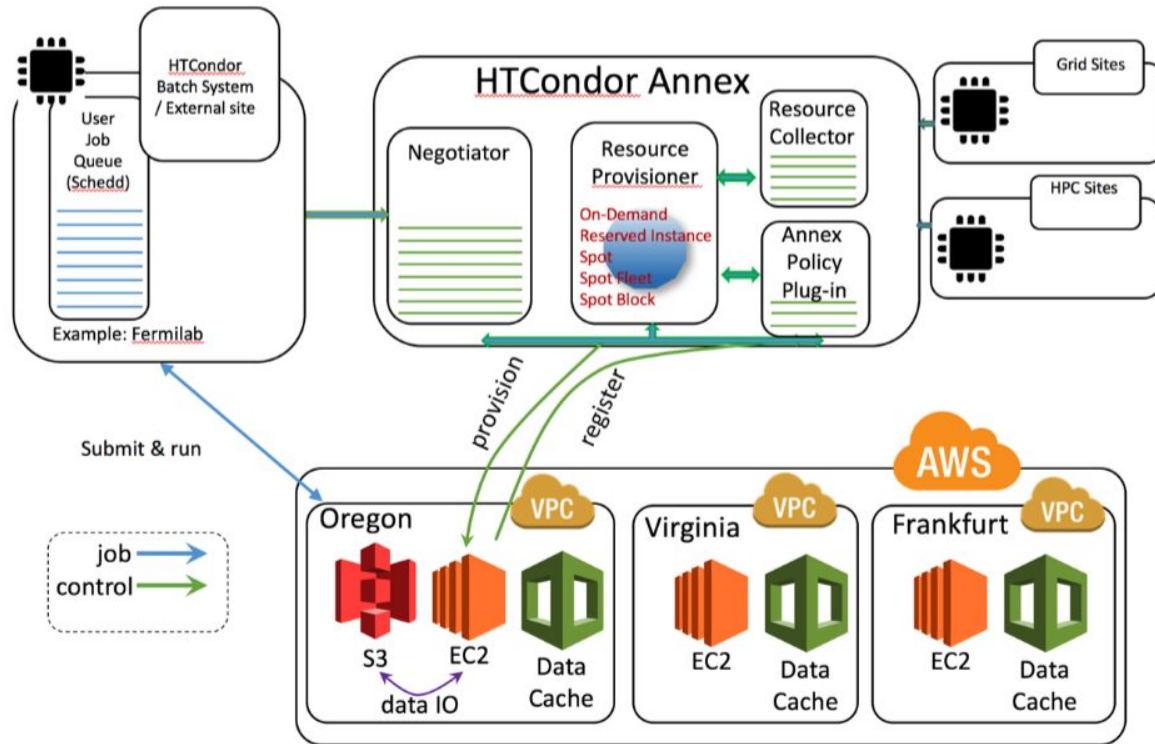 HTCondor
Batch System
/ External site
User
Job
Queue
(Schedd)
Example: Fermilab
HTCondor Annex
Negotiator
Resource
Provisioner
On-Demand
Reserved Instance
Spot
Spot Fleet
Spot Block
Resource
Collector
Annex
Policy
Plug-in
Grid Sites
HPC Sites
provision
register
Submit & run
job
control
AWS
Oregon
VPC
S3
EC2
Data
Cache
data IO
Virginia
VPC
EC2
Data
Cache
Frankfurt
VPC
EC2
Data
Cache